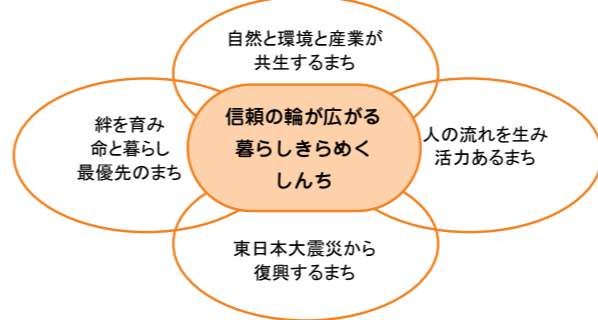 自然と環境と産業が
共生するまち
絆を育み
命と暮らし
最優先のまち
信頼の輪が広がる
暮らしきらめく
しんち
人の流れを生み
活力あるまち
東日本大震災から
復興するまち